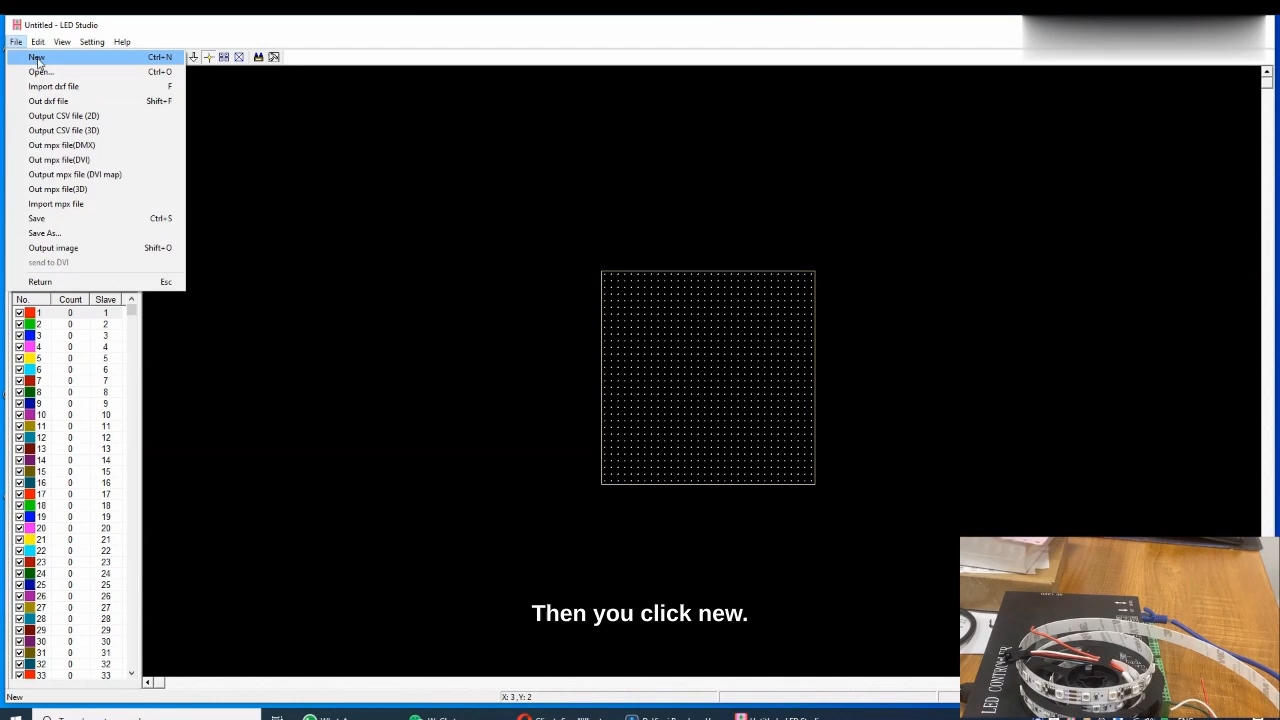 Untitled - LED Studio
File Edit View Setting Help
New Ctrl+N
Open... Ctrl+O
Import dxf file F
Out dxf file Shift+F
Output CSV file (2D)
Output CSV file (3D)
Out mpx file(DMX)
Out mpx file(DVI)
Output mpx file (DVI map)
Out mpx file(3D)
Import mpx file
Save Ctrl+S
Save As...
Output image Shift+O
send to DVI
Return Esc
No. Count Slave
1 0 1
2 0 2
3 0 3
4 0 4
5 0 5
6 0 6
7 0 7
8 0 8
9 0 9
10 0 10
11 0 11
12 0 12
13 0 13
14 0 14
15 0 15
16 0 16
17 0 17
18 0 18
19 0 19
20 0 20
21 0 21
22 0 22
23 0 23
24 0 24
25 0 25
26 0 26
27 0 27
28 0 28
29 0 29
30 0 30
31 0 31
32 0 32
33 0 33
Then you click new.
LED CONTROLLER
New
X: 3 ,Y: 2